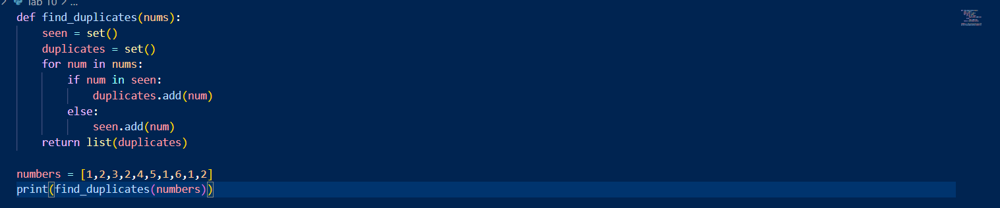 lab 10 > ...
def find_duplicates(nums):
    seen = set()
    duplicates = set()
    for num in nums:
        if num in seen:
            duplicates.add(num)
        else:
            seen.add(num)
    return list(duplicates)

numbers = [1,2,3,2,4,5,1,6,1,2]
print(find_duplicates(numbers))